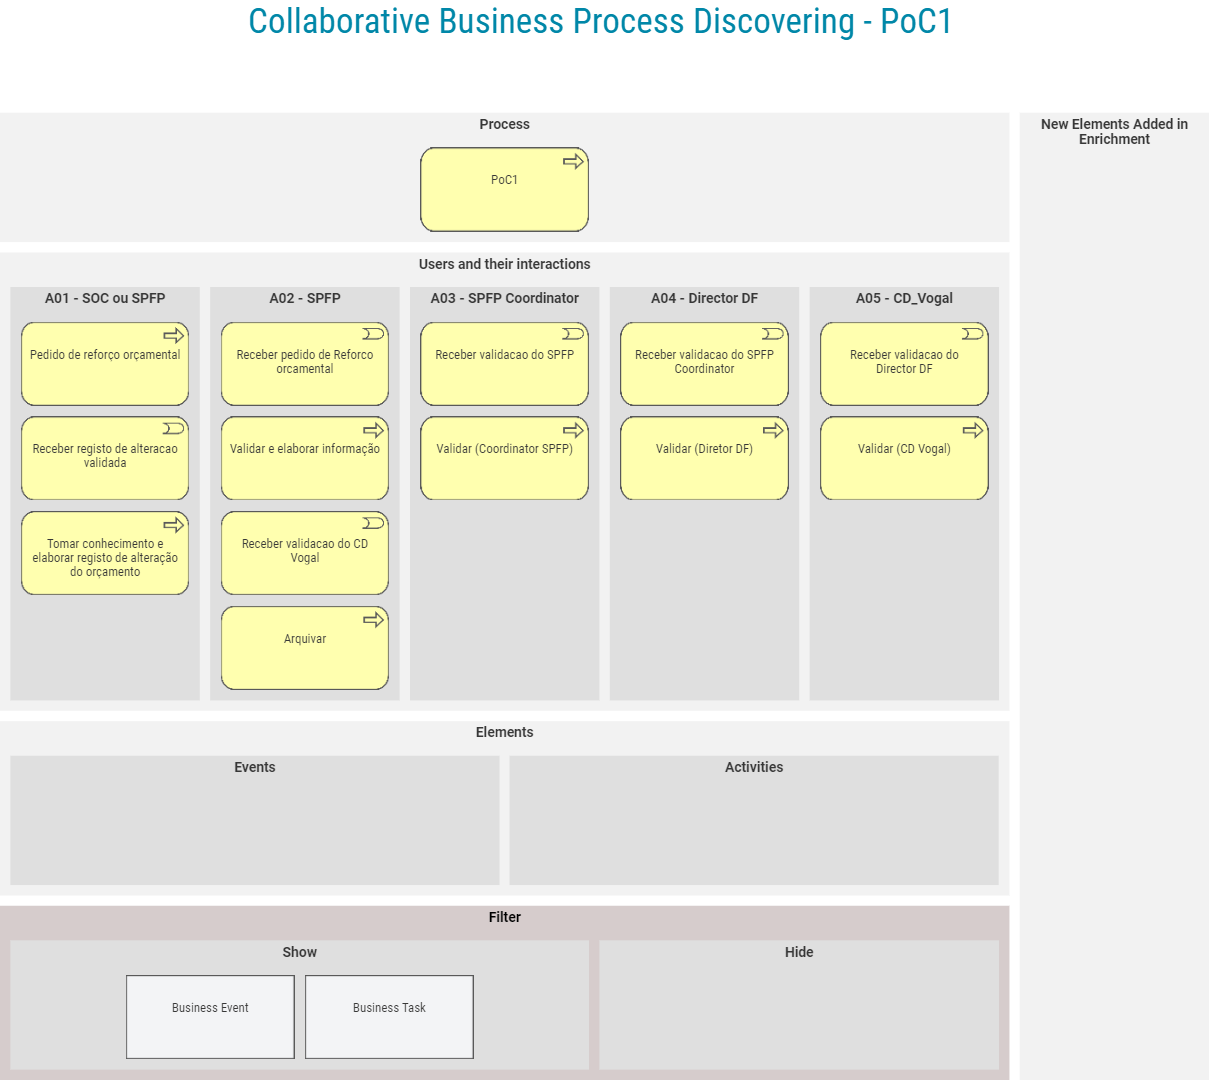 Collaborative Business Process Discovering - PoC1
Process
PoC1
New Elements Added in
Enrichment
Users and their interactions
A01 - SOC ou SPFP
Pedido de reforço orçamental
Receber registo de alteracao
validada
Tomar conhecimento e
elaborar registo de alteração
do orçamento
A02 - SPFP
Receber pedido de Reforco
orcamental
Validar e elaborar informação
Receber validacao do CD
Vogal
Arquivar
A03 - SPFP Coordinator
Receber validacao do SPFP
Validar (Coordinator SPFP)
A04 - Director DF
Receber validacao do SPFP
Coordinator
Validar (Diretor DF)
A05 - CD_Vogal
Receber validacao do
Director DF
Validar (CD Vogal)
Elements
Events
Activities
Filter
Show
Business Event
Business Task
Hide